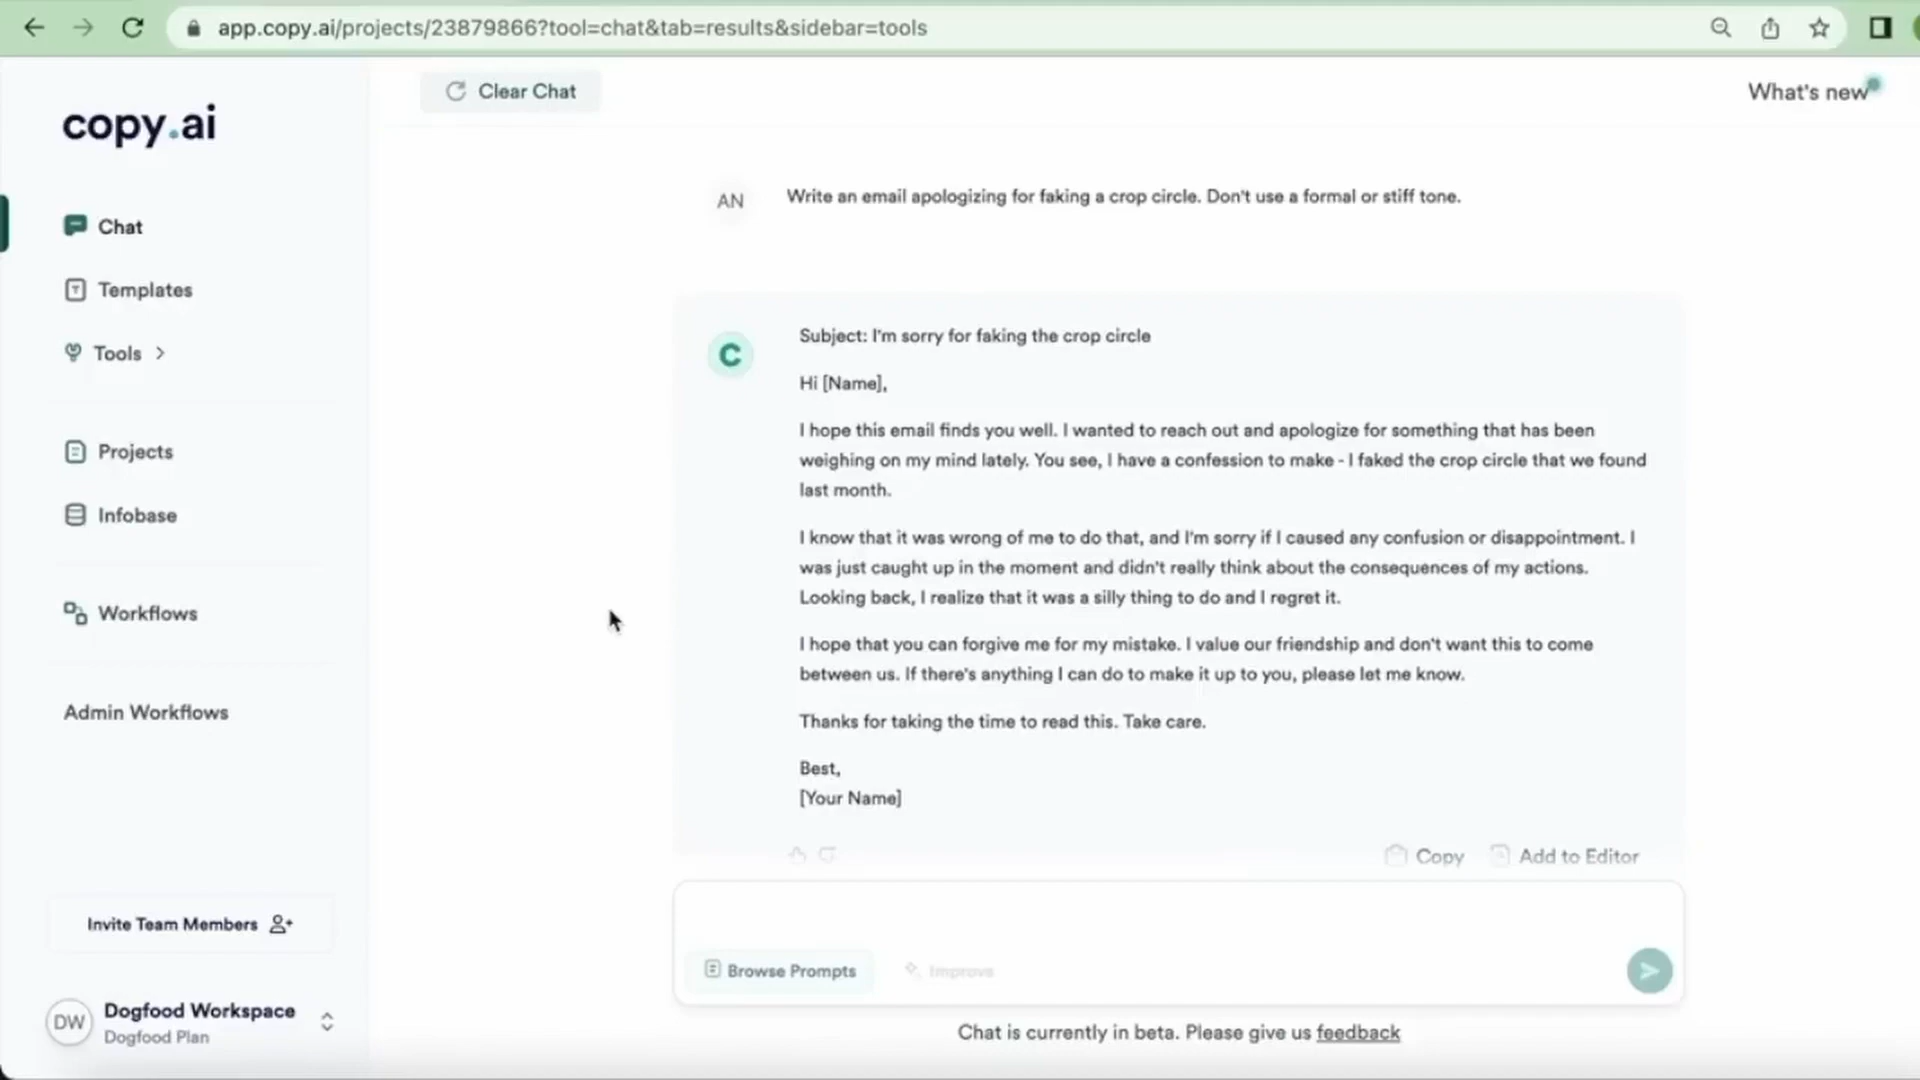 app.copy.ai/projects/23879866?tool=chat&tab=results&sidebar=tools
copy.ai
Clear Chat
What's new
Chat
Templates
Tools
Projects
Infobase
Workflows
Admin Workflows
Invite Team Members
DW
Dogfood Workspace
Dogfood Plan
AN
Write an email apologizing for faking a crop circle. Don't use a formal or stiff tone.
C
Subject: I'm sorry for faking the crop circle
Hi [Name],
I hope this email finds you well. I wanted to reach out and apologize for something that has been
weighing on my mind lately. You see, I have a confession to make - I faked the crop circle that we found
last month.
I know that it was wrong of me to do that, and I'm sorry if I caused any confusion or disappointment. I
was just caught up in the moment and didn't really think about the consequences of my actions.
Looking back, I realize that it was a silly thing to do and I regret it.
I hope that you can forgive me for my mistake. I value our friendship and don't want this to come
between us. If there's anything I can do to make it up to you, please let me know.
Thanks for taking the time to read this. Take care.
Best,
[Your Name]
Copy
Add to Editor
Browse Prompts
Improve
Chat is currently in beta. Please give us feedback